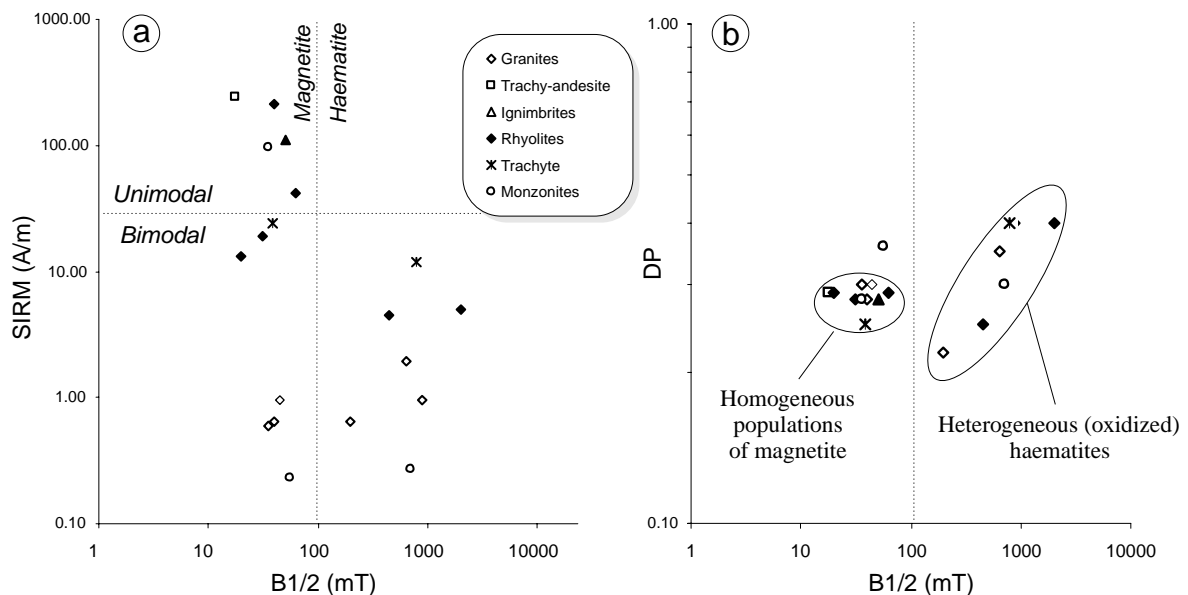 a
1000.00
100.00
10.00
1.00
0.10
SIRM (A/m)
Magnetite
Haematite
Unimodal
Bimodal
1
10
100
1000
10000
B1/2 (mT)
Granites
Trachy-andesite
Ignimbrites
Rhyolites
Trachyte
Monzonites
b
1.00
0.10
DP
Homogeneous
populations
of magnetite
Heterogeneous (oxidized)
haematites
1
10
100
1000
10000
B1/2 (mT)